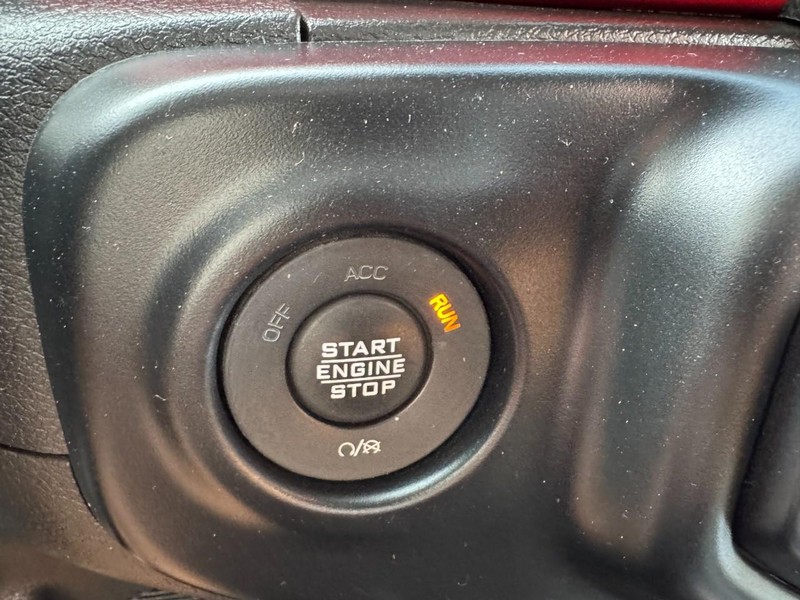 OFF
ACC
RUN
START
ENGINE
STOP